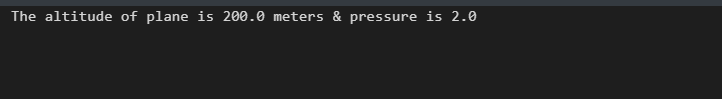 The altitude of plane is 200.0 meters & pressure is 2.0